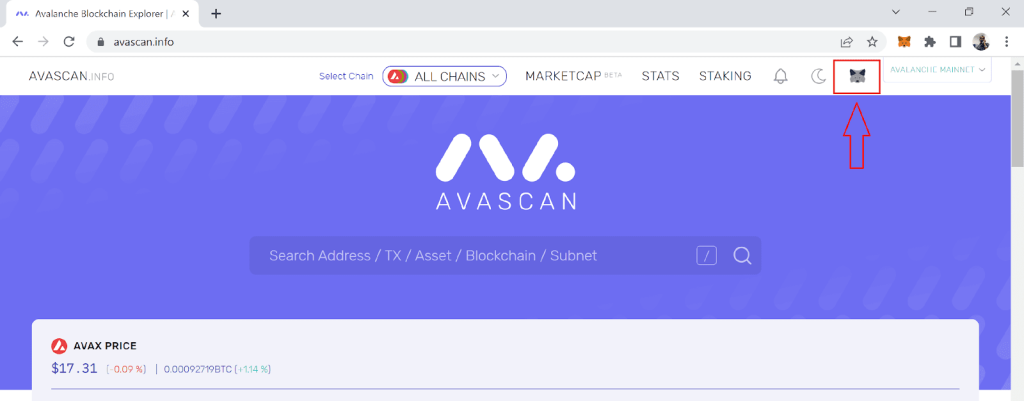 Avalanche Blockchain Explorer | A
avascan.info
AVASCAN.INFO
Select Chain
ALL CHAINS
MARKETCAP BETA
STATS
STAKING
AVALANCHE MAINNET
AVASCAN
Search Address / TX / Asset / Blockchain / Subnet
/
AVAX PRICE
$17.31 (-0.09 %) | 0.00092719BTC (+1.14 %)